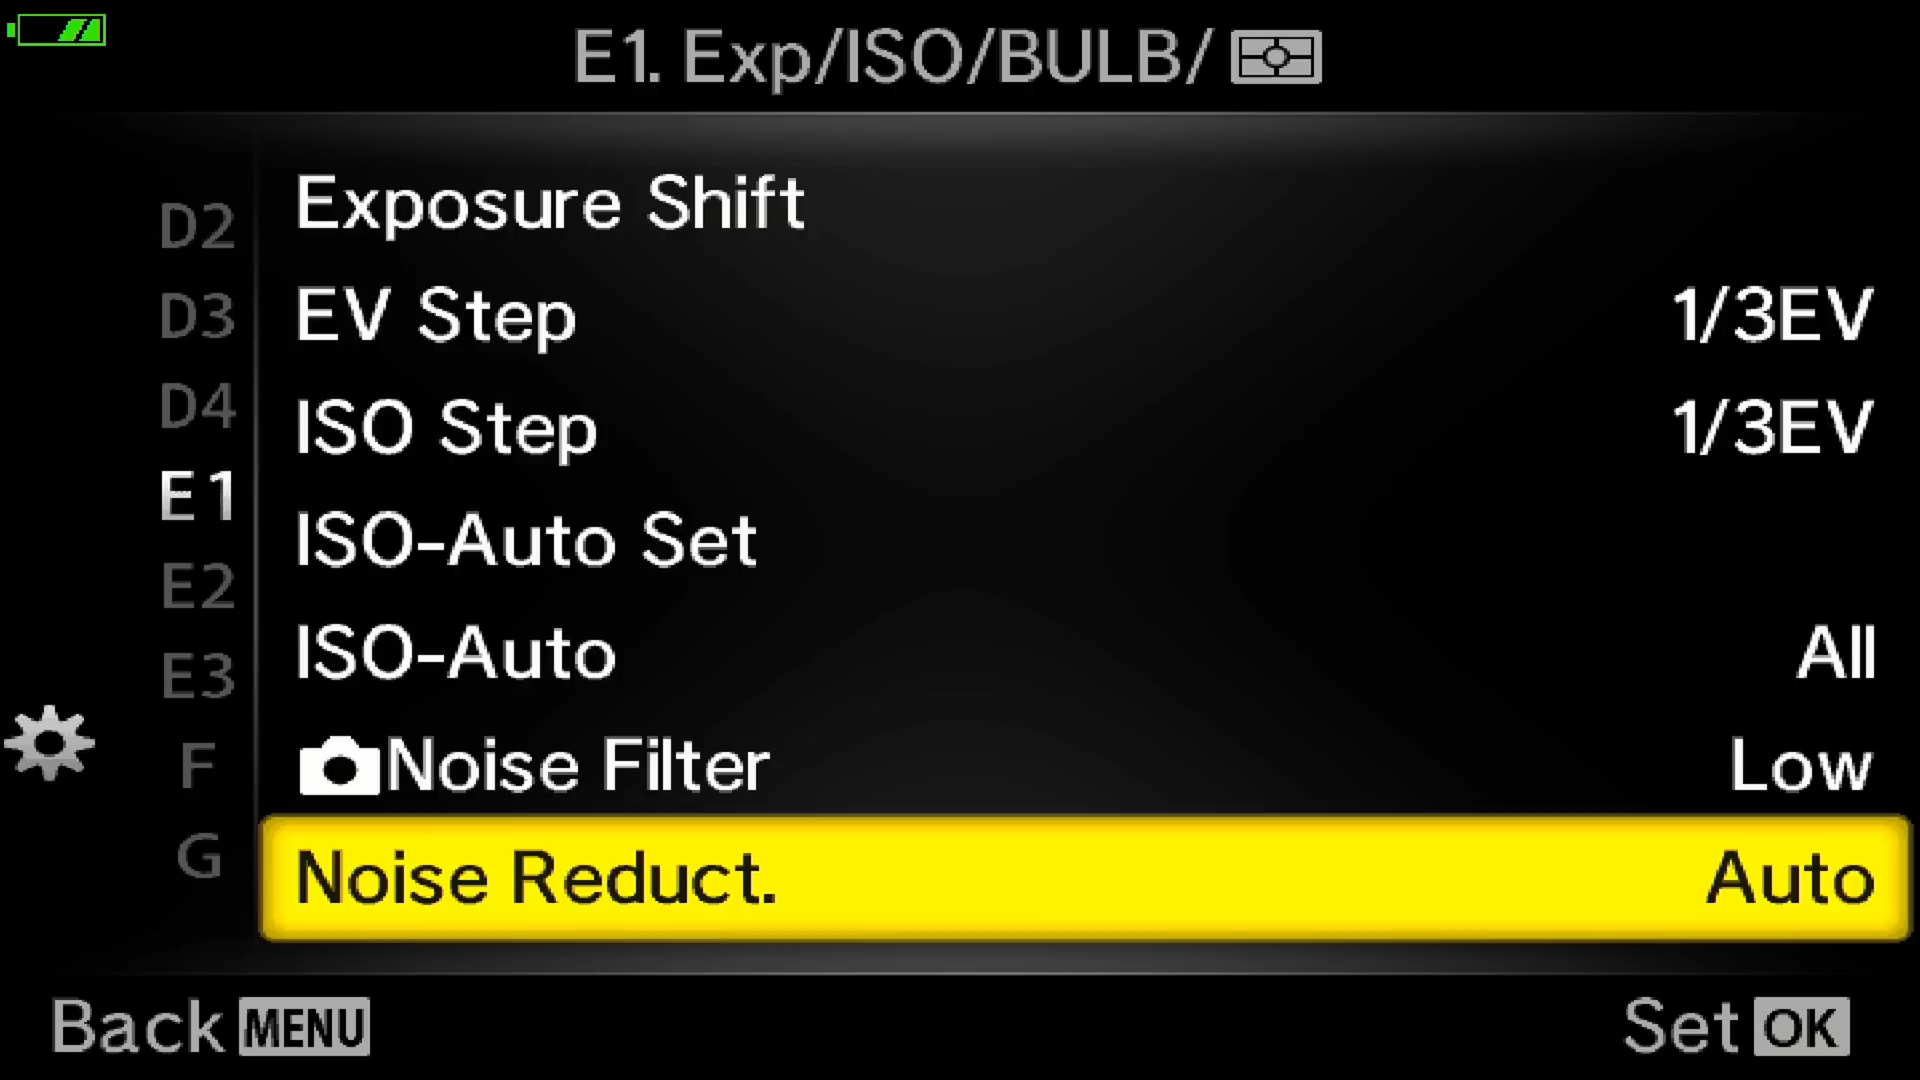 E1. Exp/ISO/BULB/
D2
D3
D4
E1
E2
E3
F
G
Exposure Shift
EV Step 1/3EV
ISO Step 1/3EV
ISO-Auto Set
ISO-Auto All
Noise Filter Low
Noise Reduct. Auto
Back MENU
Set OK